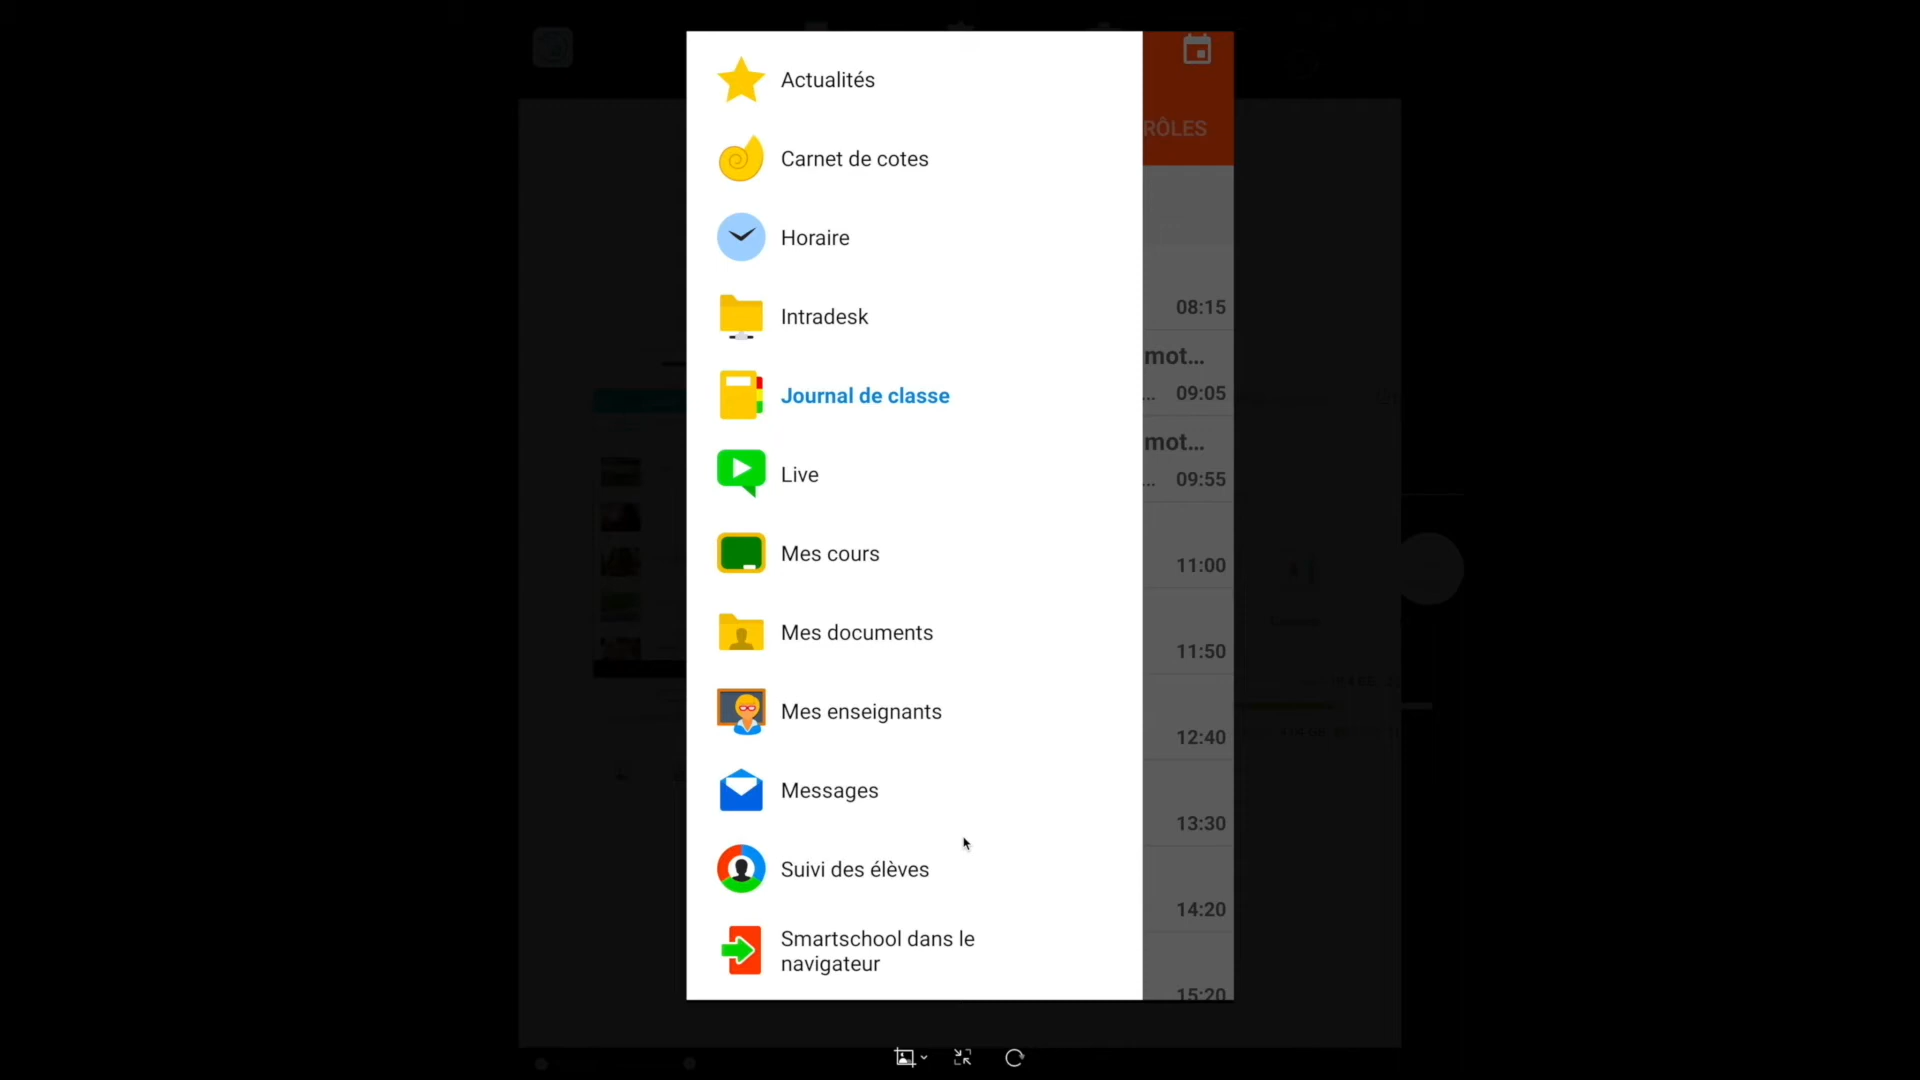 Actualités
RÔLES
Carnet de cotes
Horaire
08:15
Intradesk
mot...
... 09:05
Journal de classe
mot...
... 09:55
Live
Mes cours
11:00
Mes documents
11:50
Mes enseignants
12:40
Messages
13:30
Suivi des élèves
14:20
Smartschool dans le
navigateur
15:20